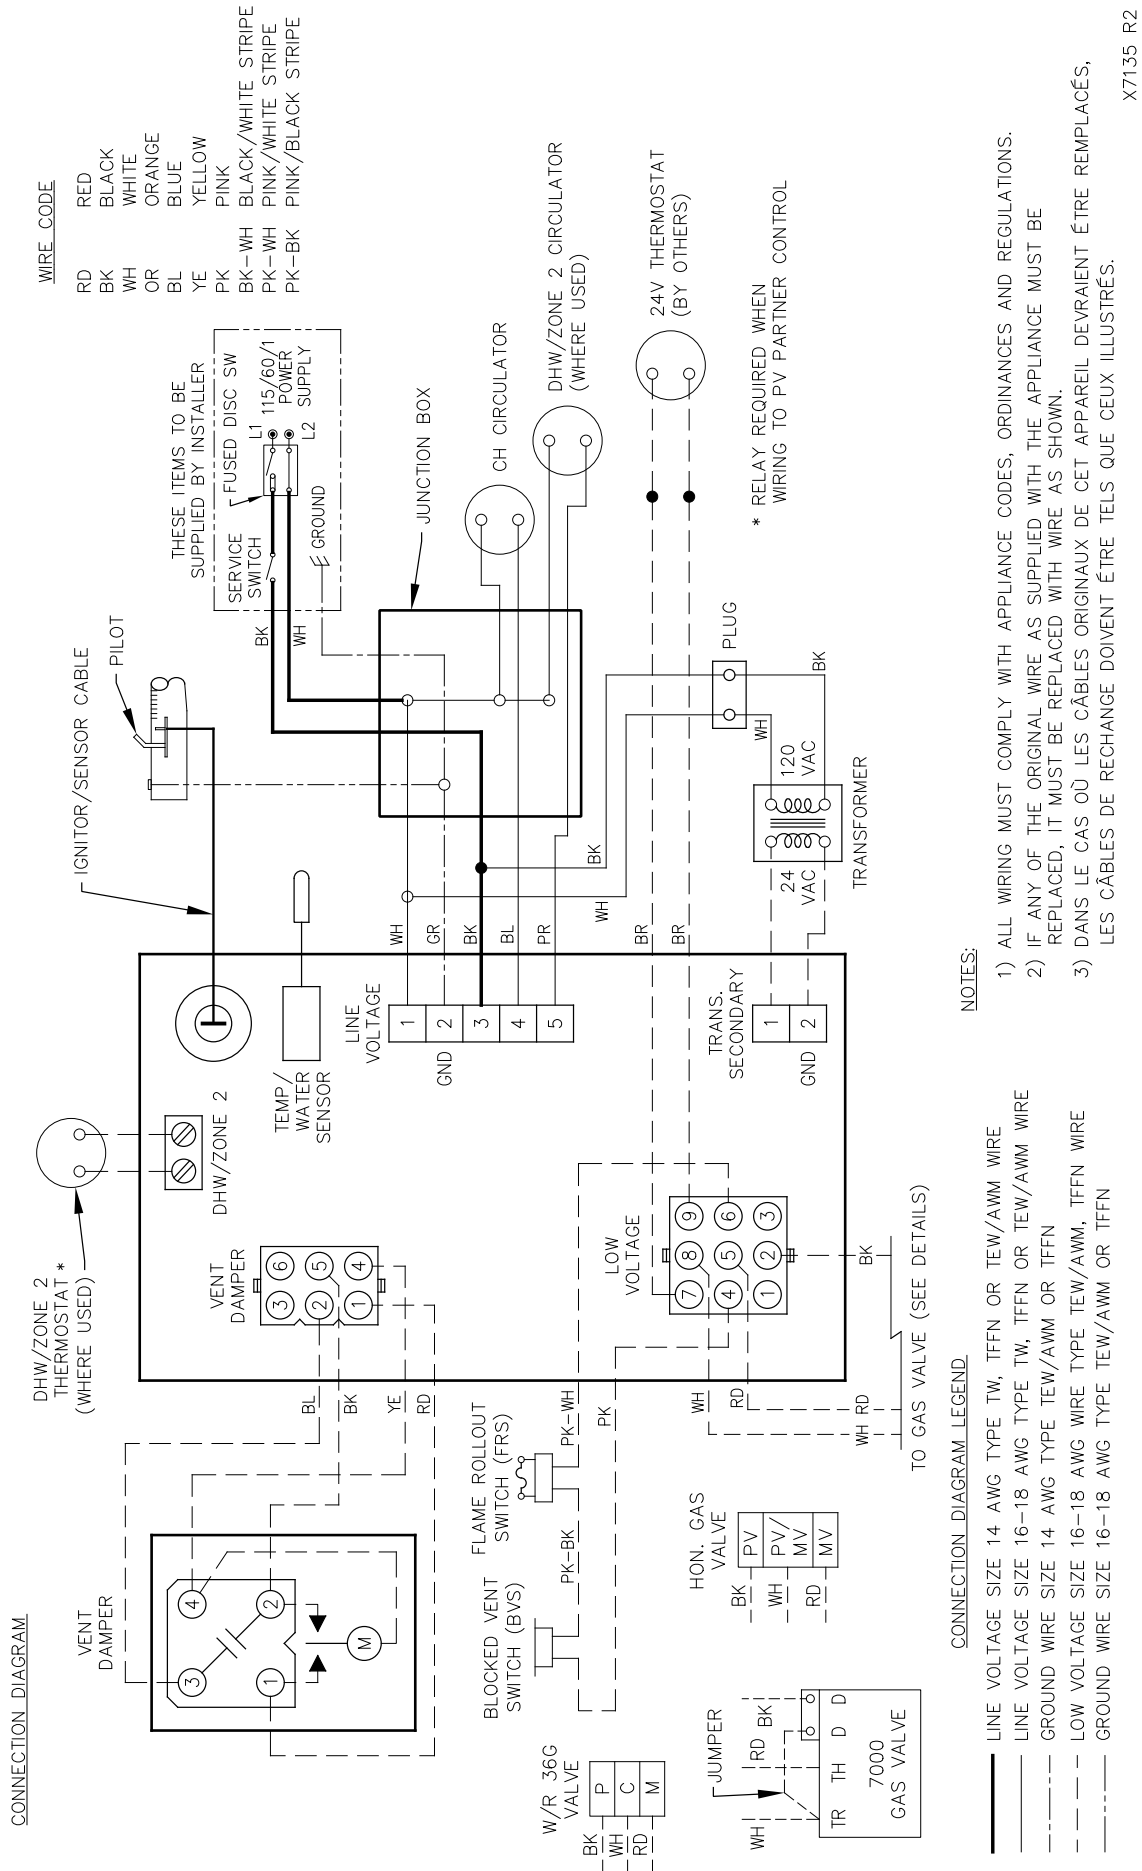 CONNECTION DIAGRAM
WIRE CODE
RD RED
BK BLACK
WH WHITE
OR ORANGE
BL BLUE
YE YELLOW
PK PINK
BK-WH BLACK/WHITE STRIPE
PK-WH PINK/WHITE STRIPE
PK-BK PINK/BLACK STRIPE
DHW/ZONE 2
THERMOSTAT *
(WHERE USED)
DHW/ZONE 2
IGNITOR/SENSOR CABLE
PILOT
THESE ITEMS TO BE
SUPPLIED BY INSTALLER
SERVICE
SWITCH
FUSED DISC SW
L1
L2
115/60/1
POWER
SUPPLY
GROUND
BK
WH
JUNCTION BOX
CH CIRCULATOR
DHW/ZONE 2 CIRCULATOR
(WHERE USED)
24V THERMOSTAT
(BY OTHERS)
* RELAY REQUIRED WHEN
WIRING TO PV PARTNER CONTROL
TEMP/
WATER
SENSOR
LINE
VOLTAGE
1
2
3
4
5
GND
WH
GR
BK
BL
PR
BK
WH
BR
BR
PLUG
WH
BK
120
VAC
24
VAC
TRANSFORMER
TRANS.
SECONDARY
1
2
GND
VENT
DAMPER
3
4
1
2
M
BL
BK
YE
RD
VENT
DAMPER
3 6
2 5
1 4
FLAME ROLLOUT
SWITCH (FRS)
PK-WH
PK
PK-BK
BLOCKED VENT
SWITCH (BVS)
LOW
VOLTAGE
7 8 9
4 5 6
1 2 3
WH
RD
BK
WH
RD
TO GAS VALVE (SEE DETAILS)
W/R 36G
VALVE
BK P
WH C
RD M
HON. GAS
VALVE
BK PV
WH PV/
MV
RD MV
JUMPER
WH
RD
BK
TR TH D D
7000
GAS VALVE
CONNECTION DIAGRAM LEGEND
LINE VOLTAGE SIZE 14 AWG TYPE TW, TFFN OR TEW/AWM WIRE
LINE VOLTAGE SIZE 16-18 AWG TYPE TW, TFFN OR TEW/AWM WIRE
GROUND WIRE SIZE 14 AWG TYPE TEW/AWM OR TFFN
LOW VOLTAGE SIZE 16-18 AWG WIRE TYPE TEW/AWM, TFFN WIRE
GROUND WIRE SIZE 16-18 AWG TYPE TEW/AWM OR TFFN
NOTES:
1) ALL WIRING MUST COMPLY WITH APPLIANCE CODES, ORDINANCES AND REGULATIONS.
2) IF ANY OF THE ORIGINAL WIRE AS SUPPLIED WITH THE APPLIANCE MUST BE
REPLACED, IT MUST BE REPLACED WITH WIRE AS SHOWN.
3) DANS LE CAS OÙ LES CÂBLES ORIGINAUX DE CET APPAREIL DEVRAIENT ÉTRE REMPLACÉS,
LES CÂBLES DE RECHANGE DOIVENT ÉTRE TELS QUE CEUX ILLUSTRÉS.
X7135 R2